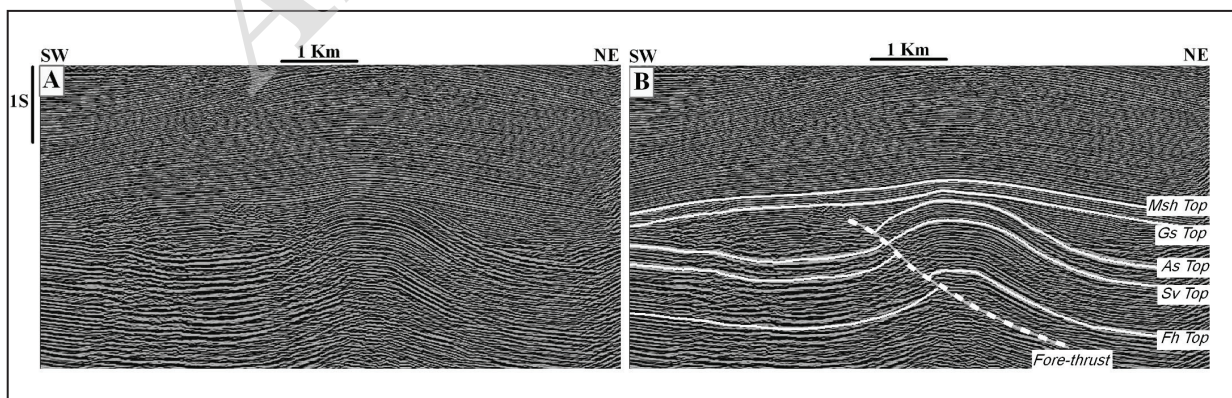 SW
1 Km
NE
A
1S
SW
1 Km
NE
B
Msh Top
Gs Top
As Top
Sv Top
Fh Top
Fore-thrust